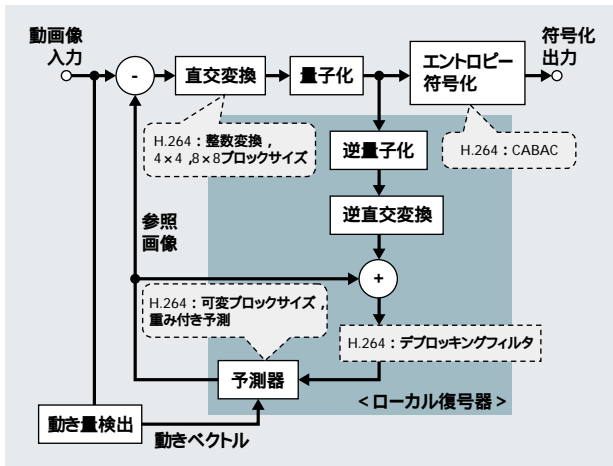 動画像
入力
-
直交変換
量子化
エントロピー
符号化
符号化
出力
H.264：整数変換，
4×4，8×8ブロックサイズ
逆量子化
H.264：CABAC
逆直交変換
参照
画像
+
H.264：可変ブロックサイズ，
重み付き予測
H.264：デブロッキングフィルタ
予測器
<ローカル復号器>
動き量検出
動きベクトル